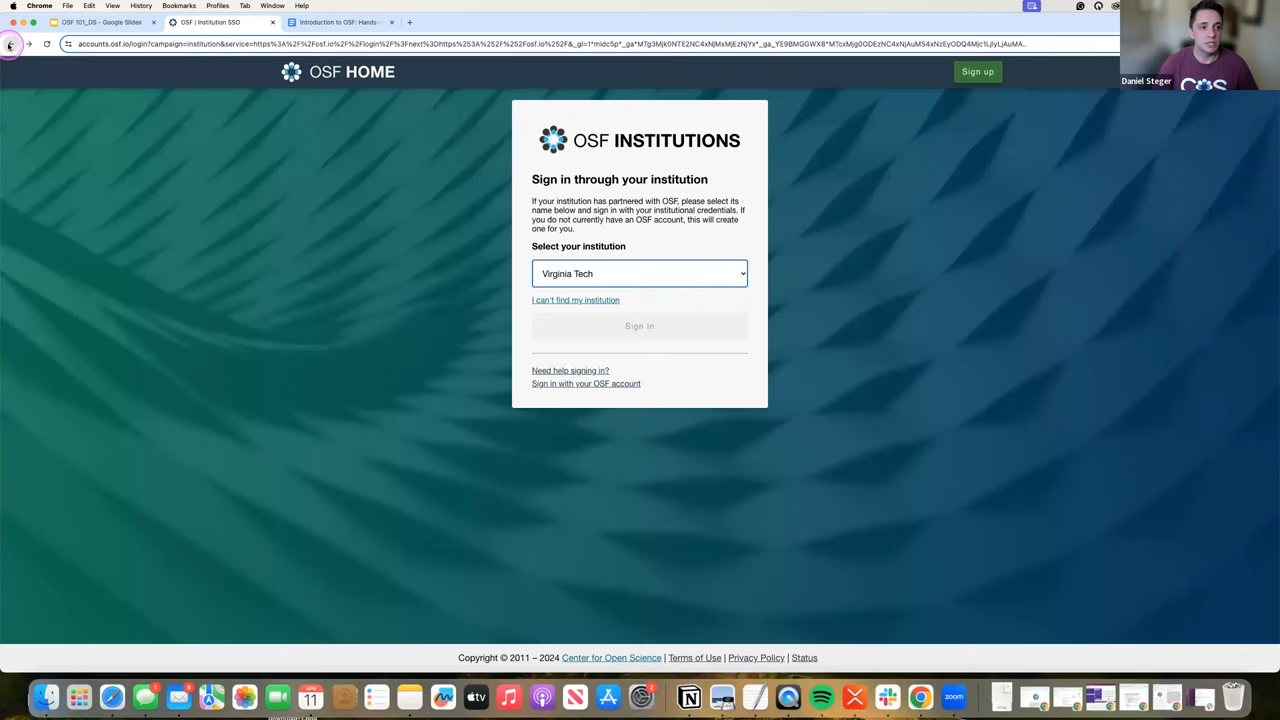 Chrome File Edit View History Bookmarks Profiles Tab Window Help
OSF 101_DS - Google Slides
OSF | Institution SSO
Introduction to OSF: Hands-
OSF HOME
Sign up
Daniel Steger
COS
OSF INSTITUTIONS
Sign in through your institution
If your institution has partnered with OSF, please select its
name below and sign in with your institutional credentials. If
you do not currently have an OSF account, this will create
one for you.
Select your institution
Virginia Tech
I can't find my institution
Sign in
Need help signing in?
Sign in with your OSF account
Copyright © 2011 – 2024 Center for Open Science | Terms of Use | Privacy Policy | Status
APR
11
tv
zoom